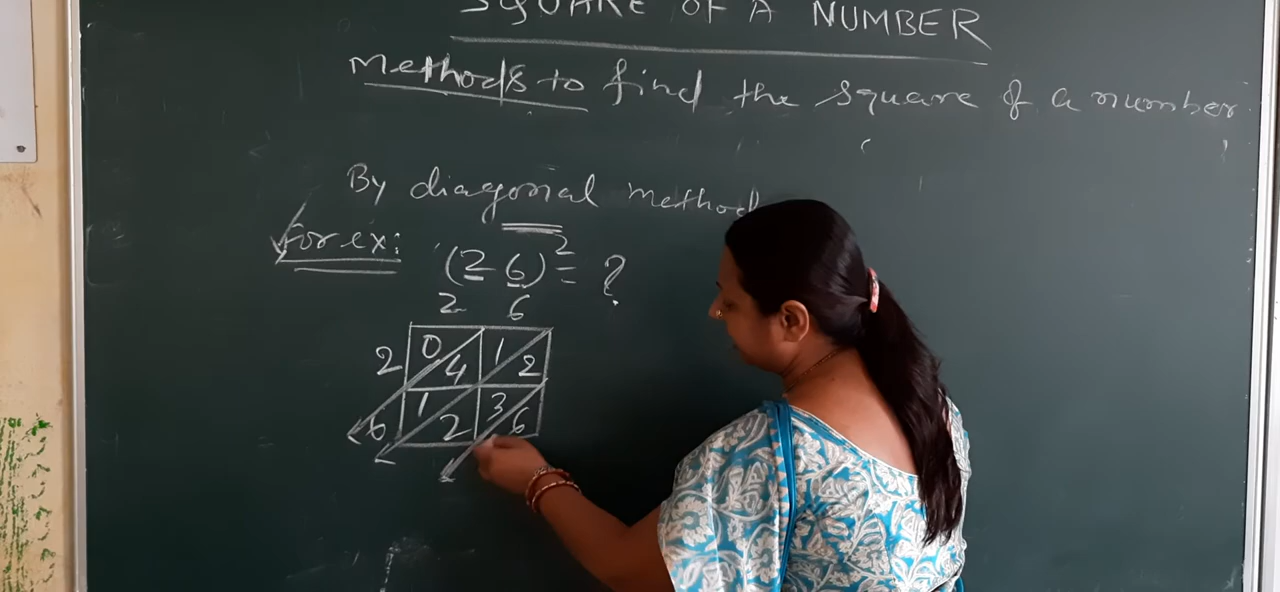 SQUARE OF A NUMBER
Methods to find the square of a number
By diagonal method
For ex: (26)² = ?
2 6
2 0 4 1 2
6 1 2 3 6